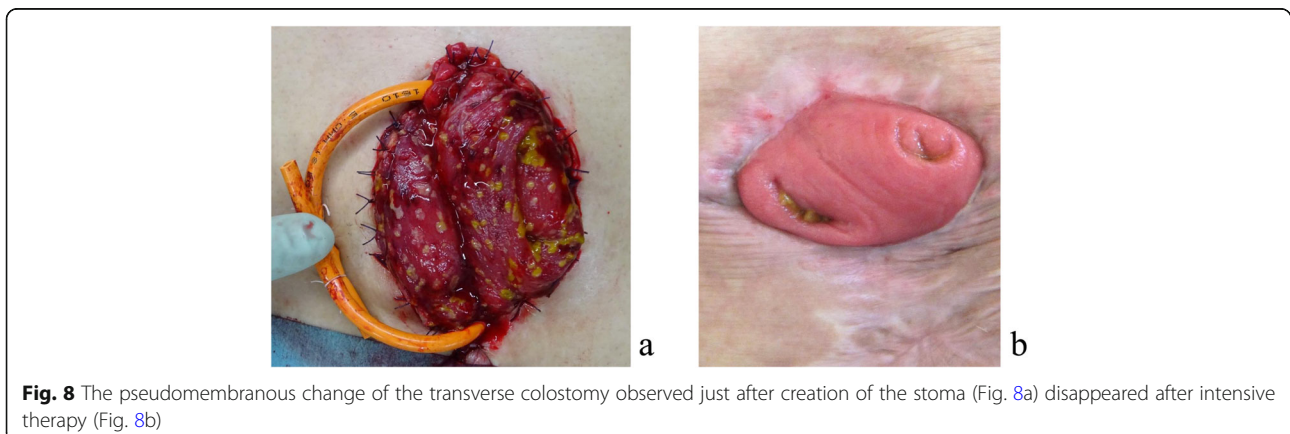 a
b
Fig. 8 The pseudomembranous change of the transverse colostomy observed just after creation of the stoma (Fig. 8a) disappeared after intensive
therapy (Fig. 8b)